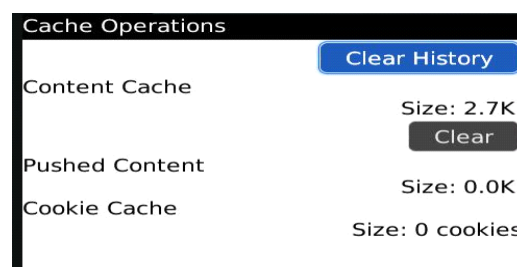 Cache Operations
Clear History
Content Cache
Size: 2.7K
Clear
Pushed Content
Size: 0.0K
Cookie Cache
Size: 0 cookies